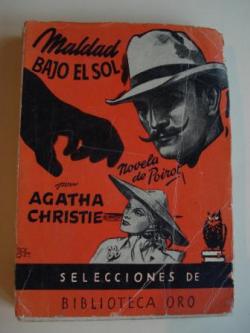 Maldad
BAJO EL SOL
Novela de Poirot
por
AGATHA
CHRISTIE
SELECCIONES DE
BIBLIOTECA ORO